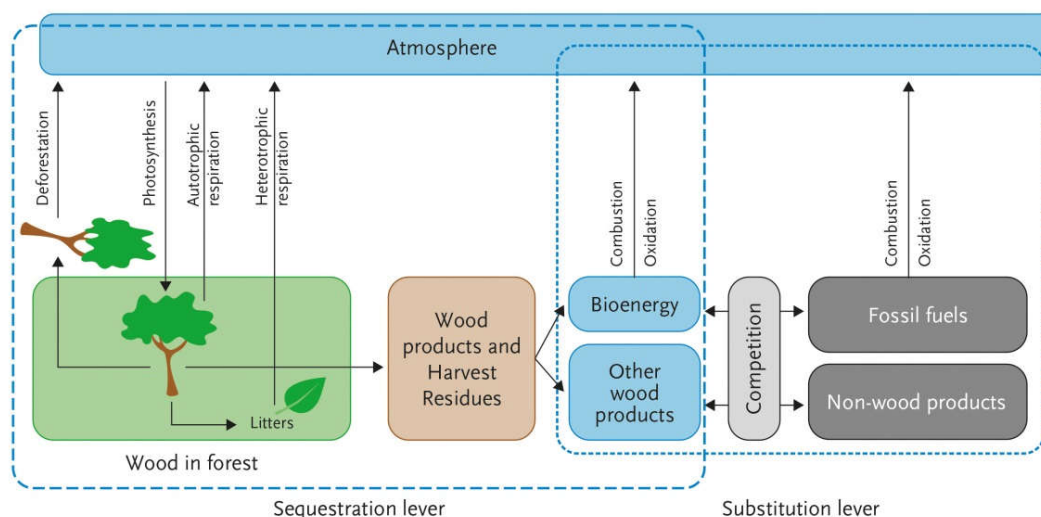 Atmosphere
Deforestation
Photosynthesis
Autotrophic
respiration
Heterotrophic
respiration
Combustion
Oxidation
Combustion
Oxidation
Litters
Wood in forest
Wood
products and
Harvest
Residues
Bioenergy
Other
wood
products
Competition
Fossil fuels
Non-wood products
Sequestration lever
Substitution lever